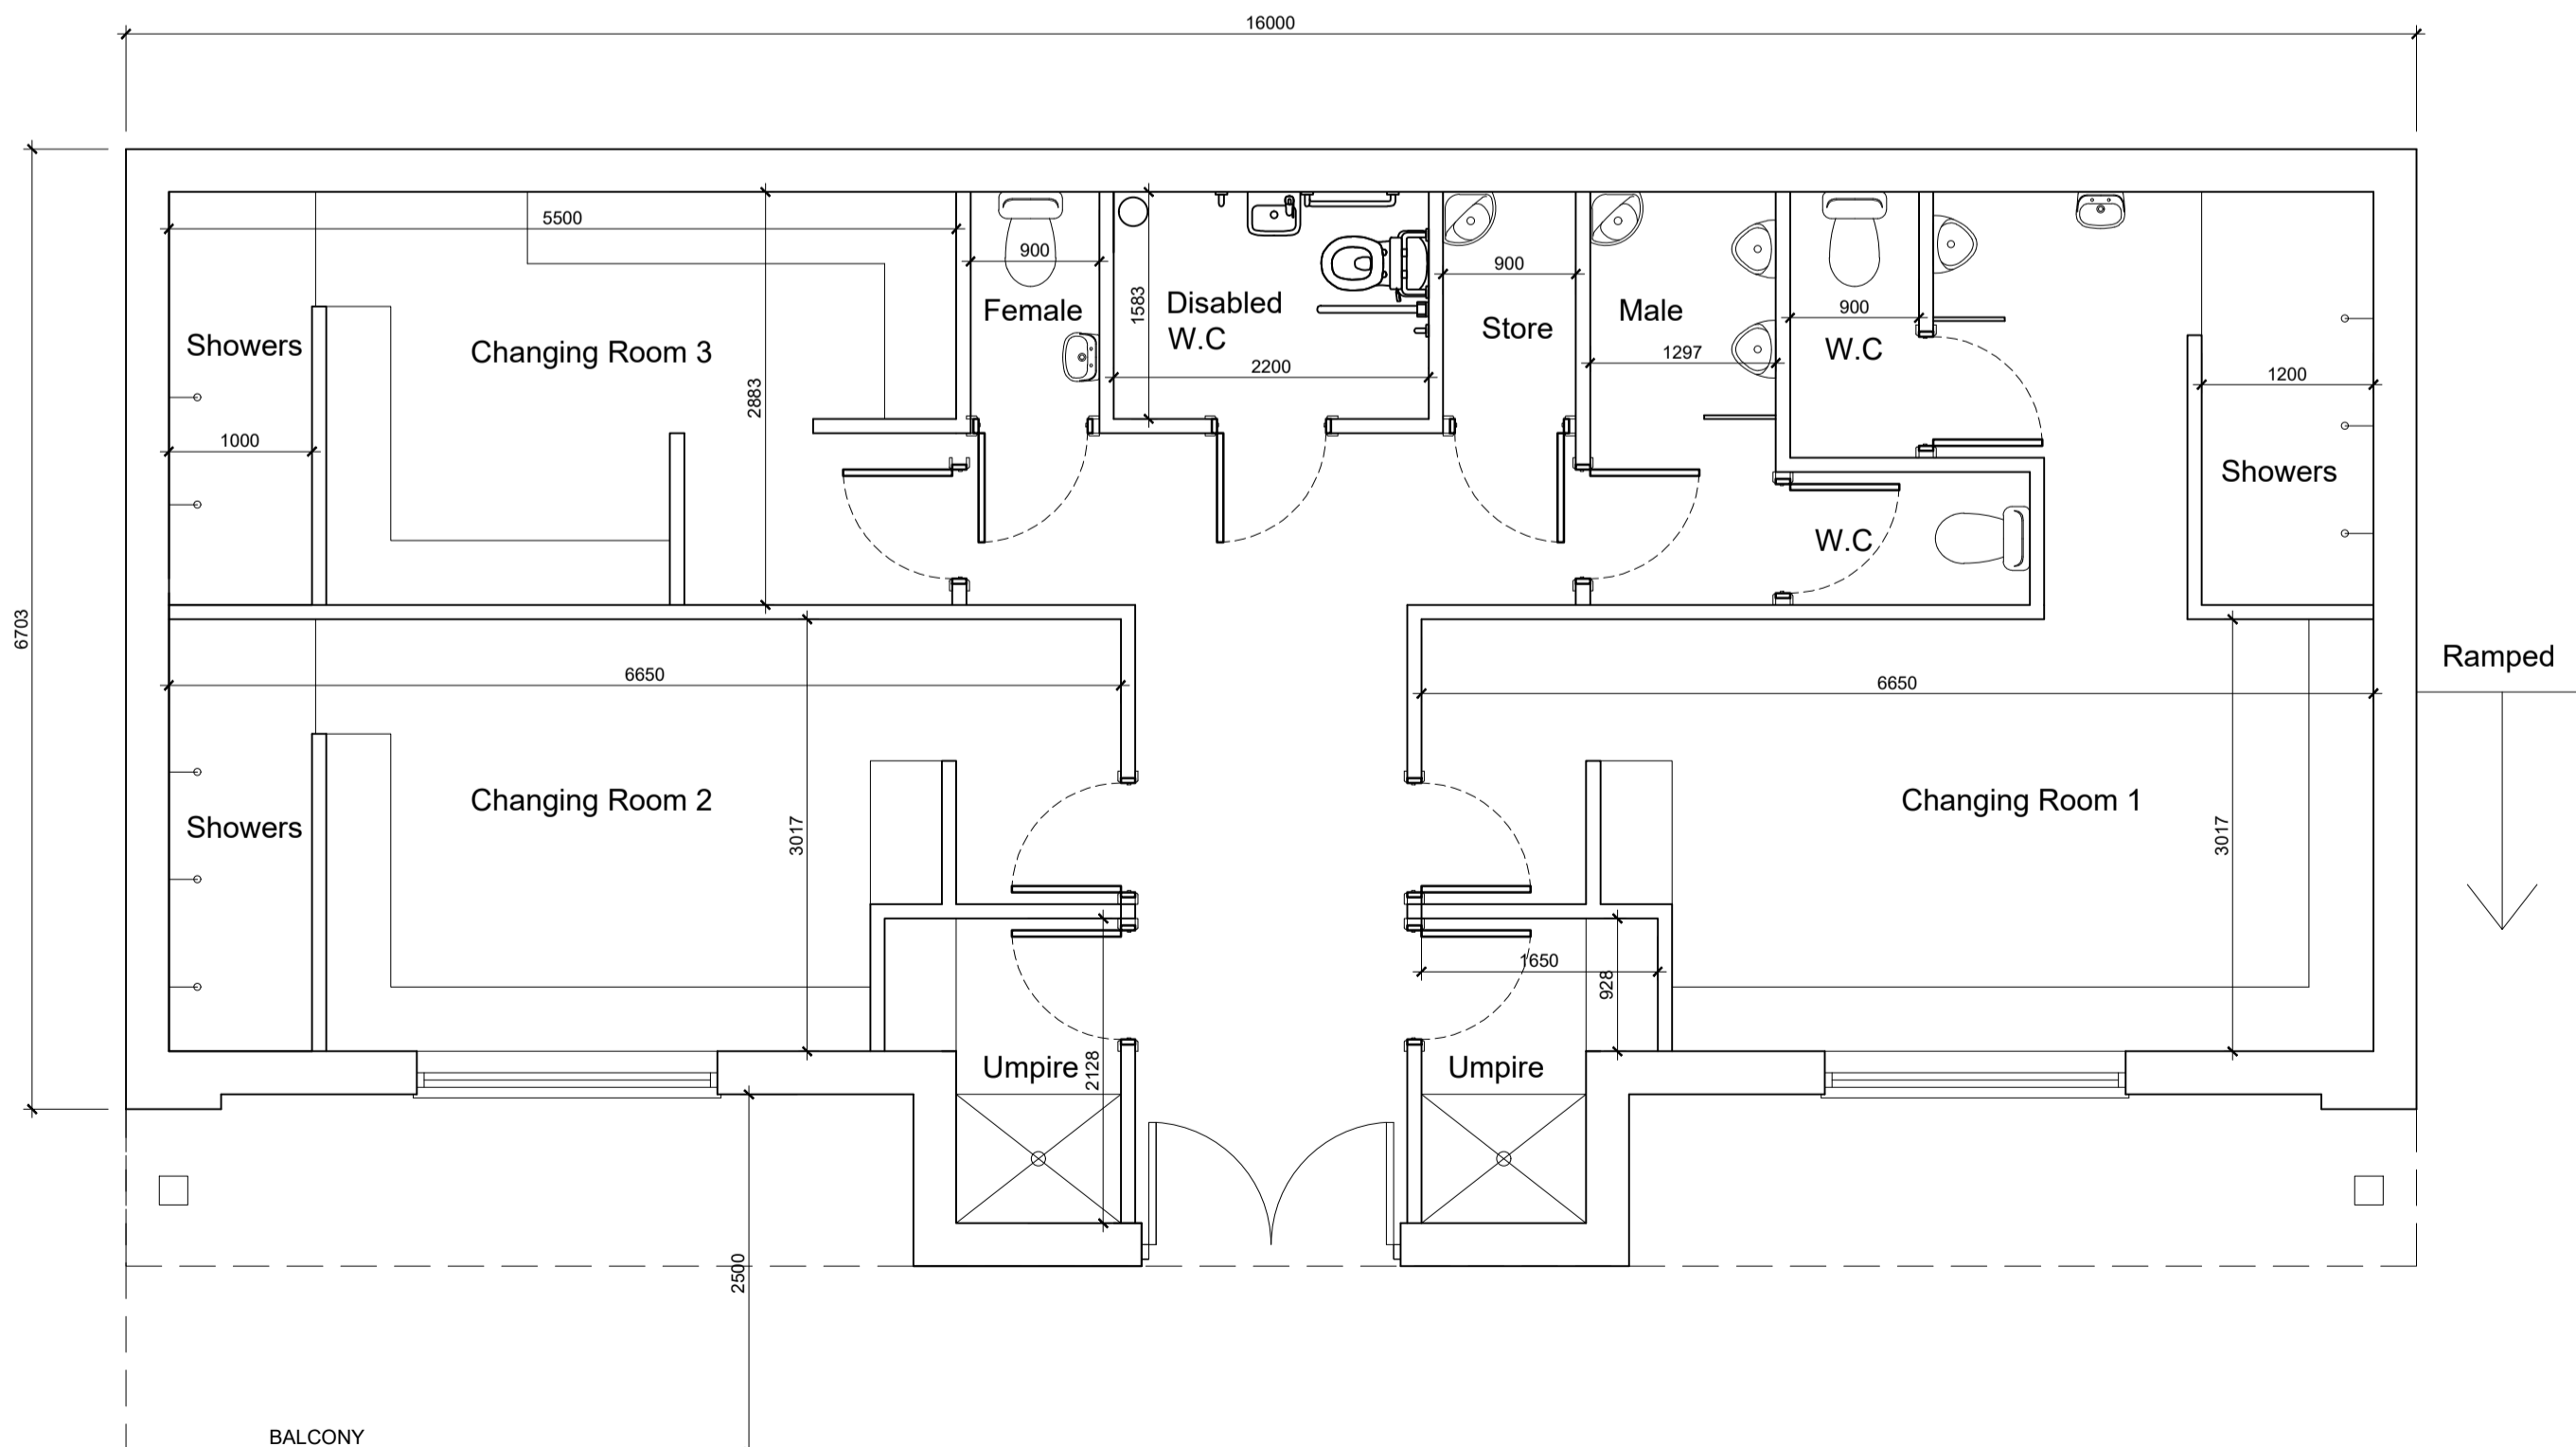 16000
5500
900
1583
Disabled
W.C
2200
900
Store
Female
Male
1297
900
W.C
1200
Showers
Changing Room 3
2883
1000
Showers
W.C
6703
6650
6650
Ramped
Changing Room 2
3017
Showers
Changing Room 1
3017
1650
928
Umpire
2128
Umpire
2500
BALCONY